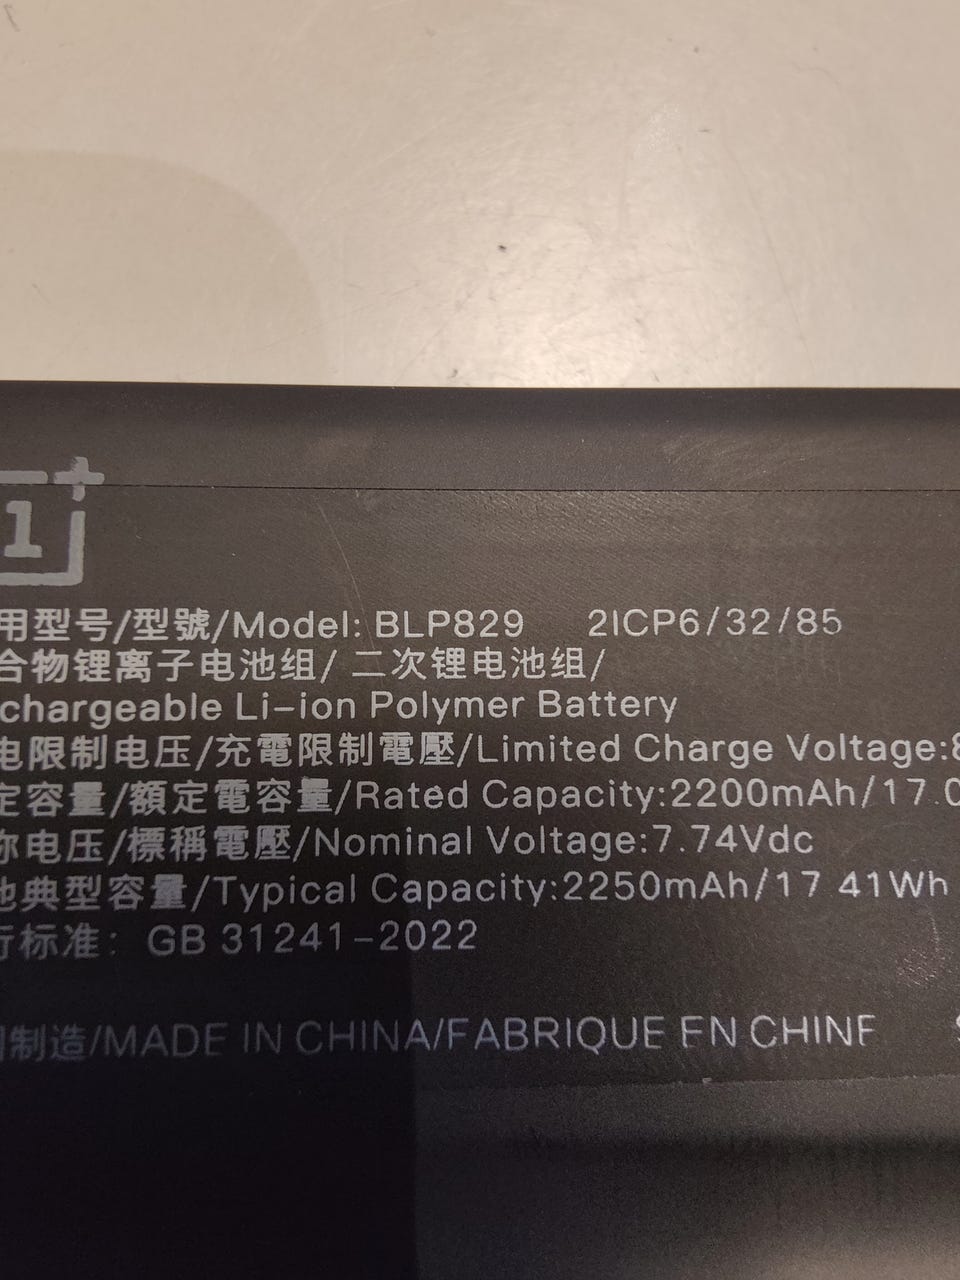 1+
用型号/型號/Model: BLP829 2ICP6/32/85
合物锂离子电池组/ 二次锂电池组/
chargeable Li-ion Polymer Battery
电限制电压/充電限制電壓/Limited Charge Voltage:8
定容量/額定電容量/Rated Capacity:2200mAh/17.0
称电压/標稱電壓/Nominal Voltage:7.74Vdc
池典型容量/Typical Capacity:2250mAh/17 41Wh
行标准: GB 31241-2022
制造/MADE IN CHINA/FABRIQUE EN CHINE